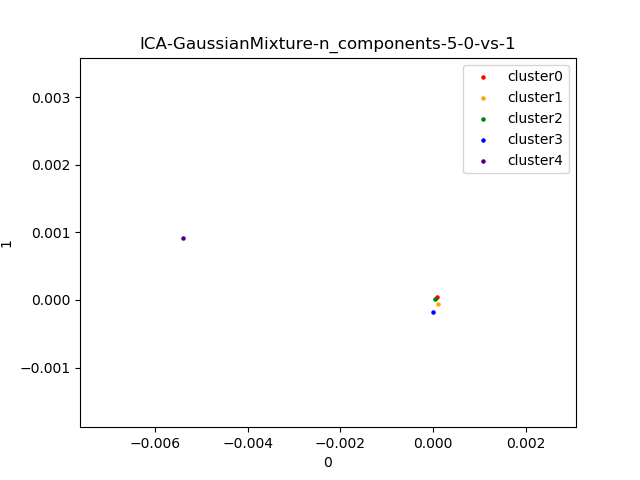 ICA-GaussianMixture-n_components-5-0-vs-1
cluster0
cluster1
cluster2
cluster3
cluster4
0.003
0.002
0.001
0.000
−0.001
1
−0.006
−0.004
−0.002
0.000
0.002
0